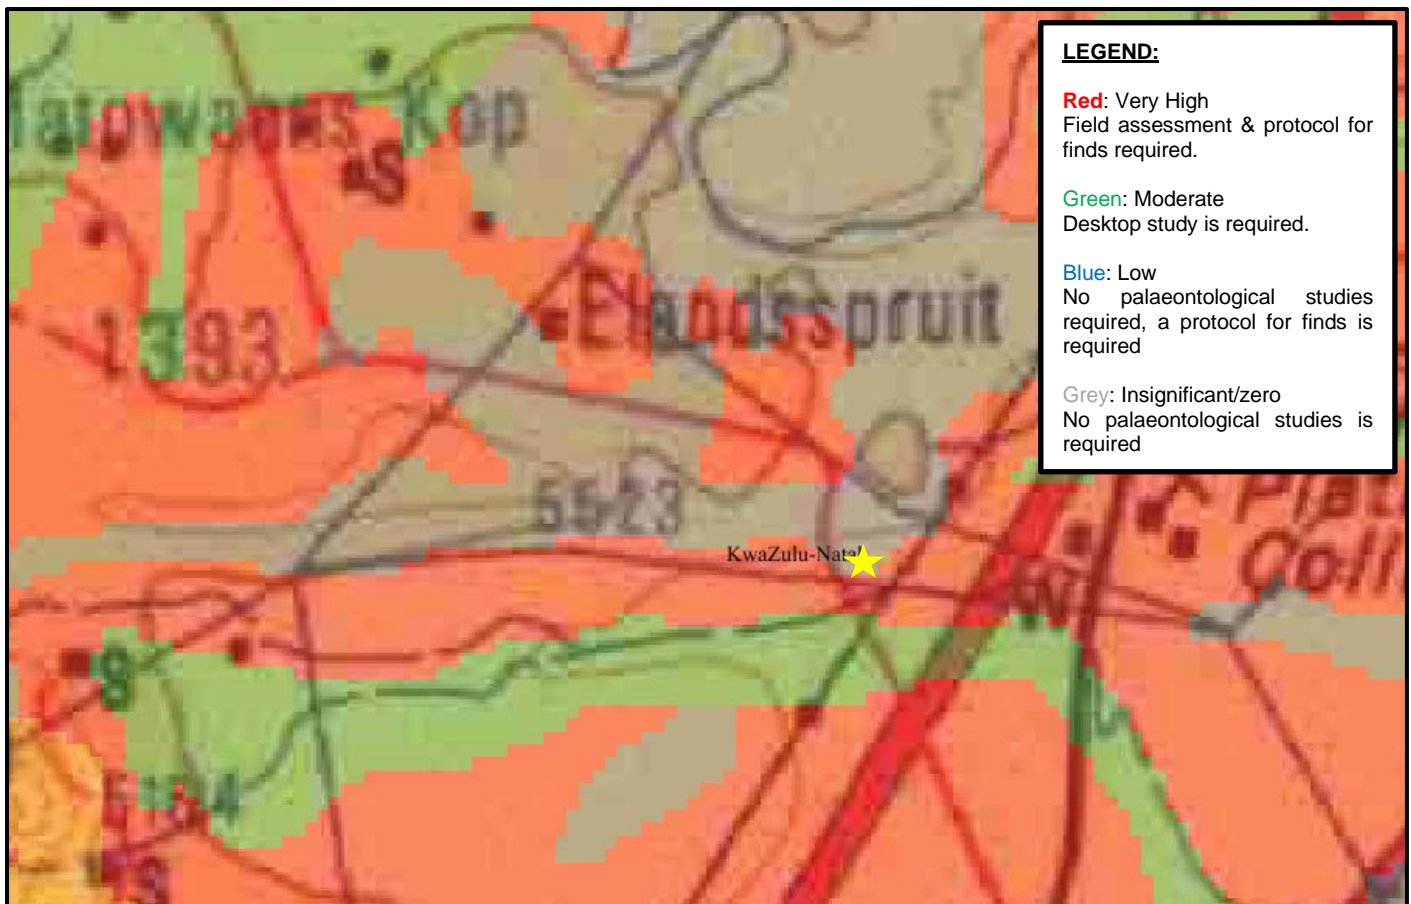 LEGEND:
Red: Very High
Field assessment & protocol for
finds required.
Green: Moderate
Desktop study is required.
Blue: Low
No palaeontological studies
required, a protocol for finds is
required
Grey: Insignificant/zero
No palaeontological studies is
required
Kop
S
Elandsspruit
1393
5523
KwaZulu-Natal
W
8